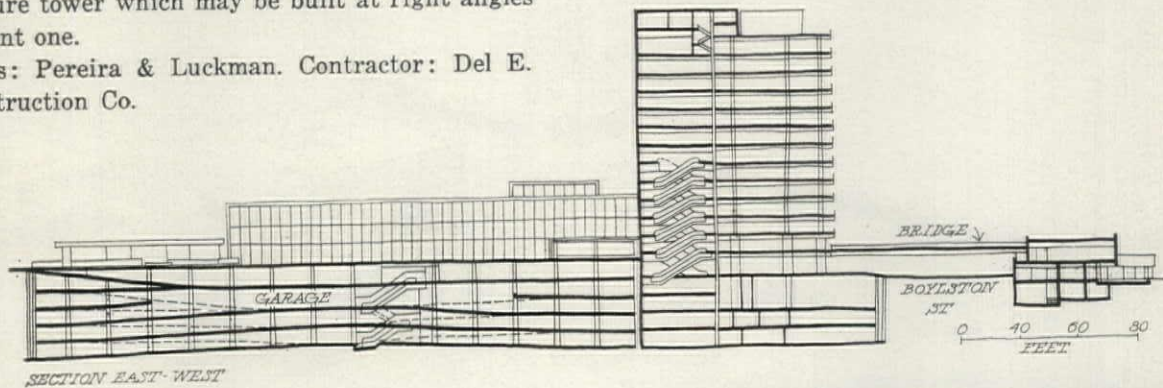 ure tower which may be built at right angles
nt one.
s: Pereira & Luckman. Contractor: Del E.
truction Co.
BRIDGE
GARAGE
BOYLSTON
ST
0 40 60 80
FEET
SECTION EAST-WEST